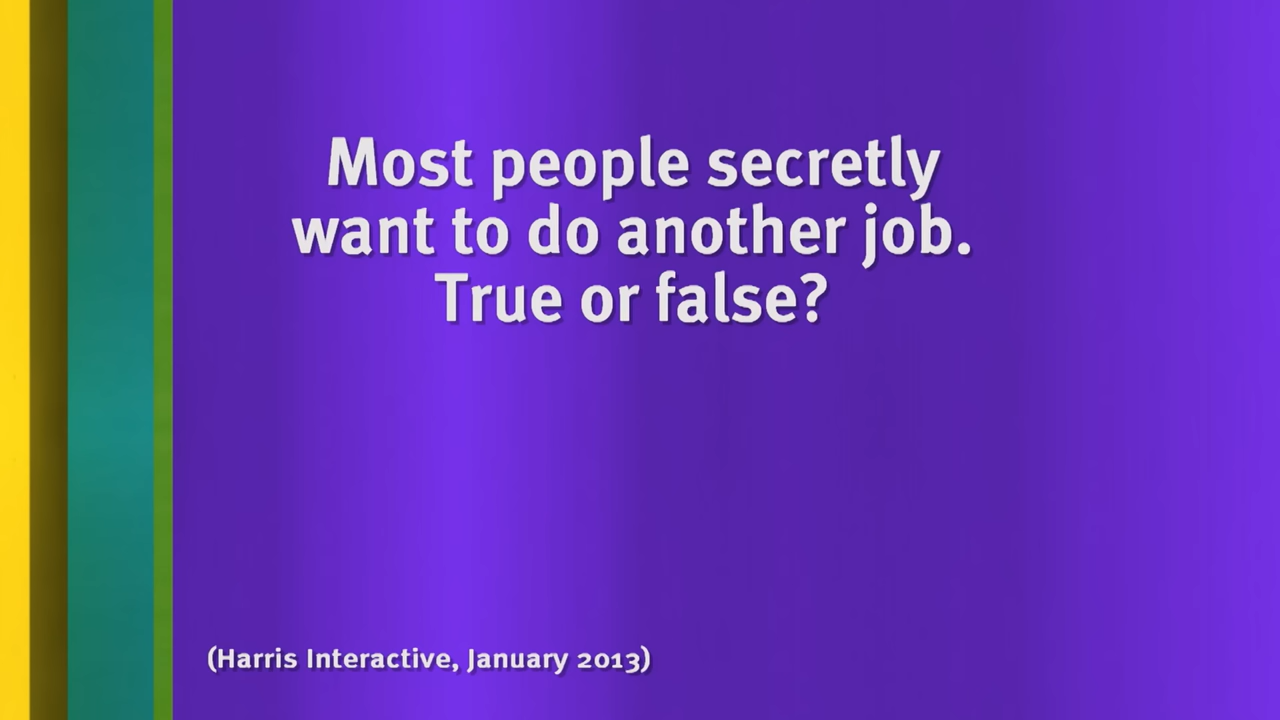 Most people secretly
want to do another job.
True or false?
(Harris Interactive, January 2013)